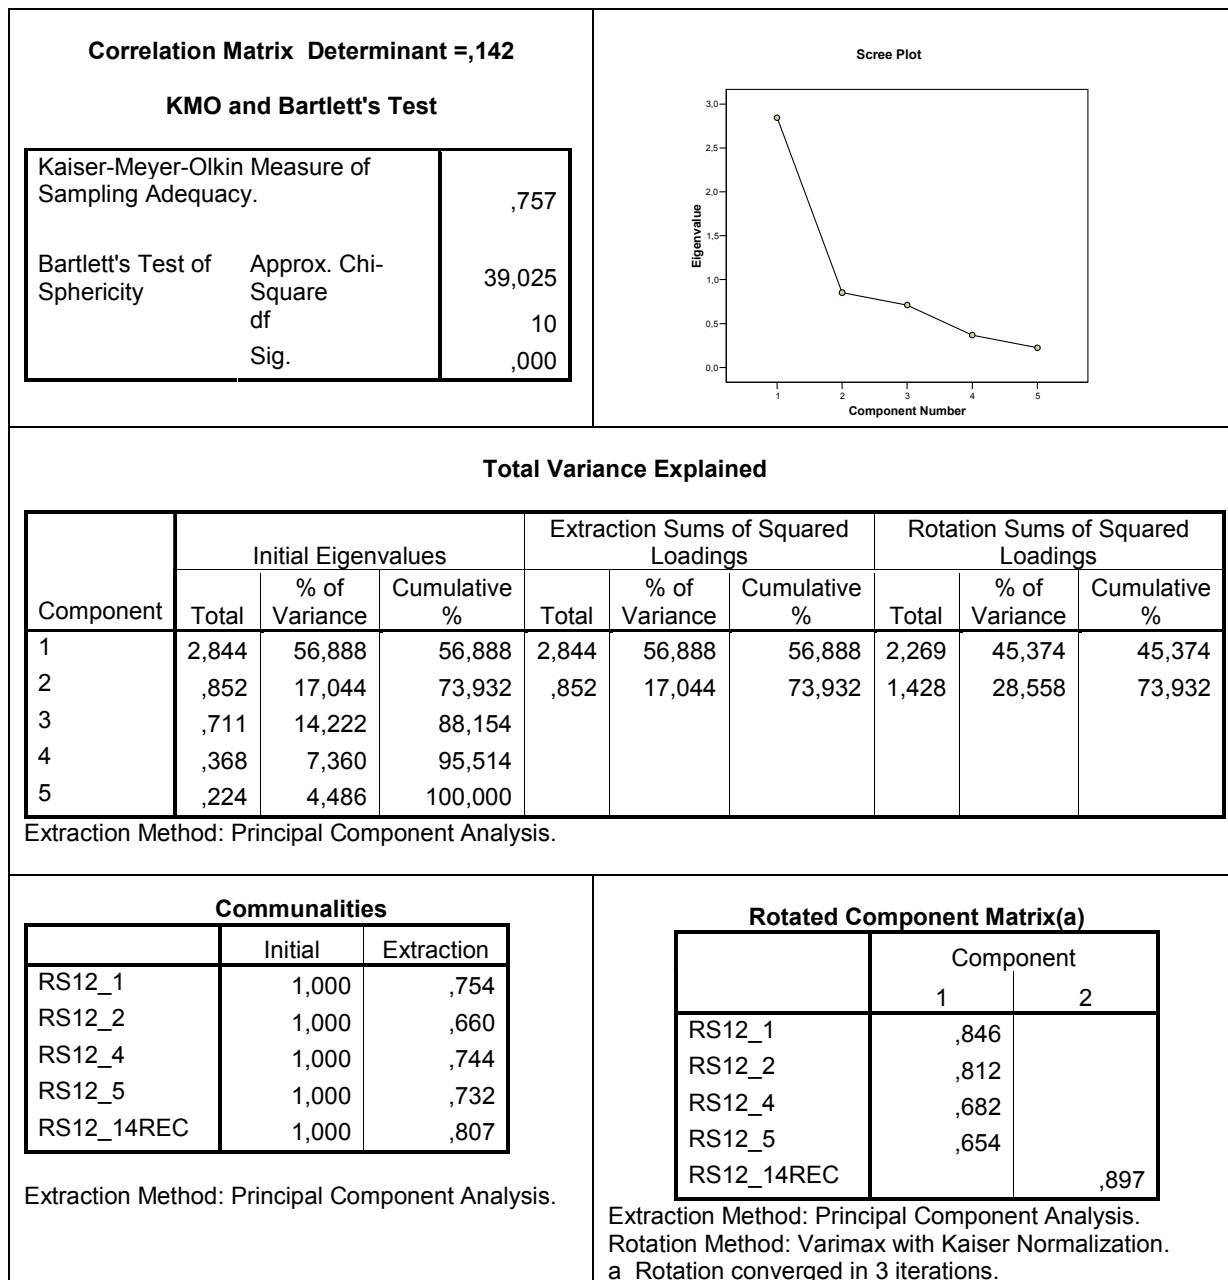 Correlation Matrix Determinant =,142
KMO and Bartlett's Test
Kaiser-Meyer-Olkin Measure of
Sampling Adequacy. ,757
Bartlett's Test of Approx. Chi- 39,025
Sphericity Square
df 10
Sig. ,000
Scree Plot
Eigenvalue
3,0
2,5
2,0
1,5
1,0
0,5
0,0
1 2 3 4 5
Component Number
Total Variance Explained
Initial Eigenvalues Extraction Sums of Squared Loadings Rotation Sums of Squared Loadings
Component Total % of Variance Cumulative % Total % of Variance Cumulative % Total % of Variance Cumulative %
1 2,844 56,888 56,888 2,844 56,888 56,888 2,269 45,374 45,374
2 ,852 17,044 73,932 ,852 17,044 73,932 1,428 28,558 73,932
3 ,711 14,222 88,154
4 ,368 7,360 95,514
5 ,224 4,486 100,000
Extraction Method: Principal Component Analysis.
Communalities
Initial Extraction
RS12_1 1,000 ,754
RS12_2 1,000 ,660
RS12_4 1,000 ,744
RS12_5 1,000 ,732
RS12_14REC 1,000 ,807
Extraction Method: Principal Component Analysis.
Rotated Component Matrix(a)
Component
1 2
RS12_1 ,846
RS12_2 ,812
RS12_4 ,682
RS12_5 ,654
RS12_14REC ,897
Extraction Method: Principal Component Analysis.
Rotation Method: Varimax with Kaiser Normalization.
a Rotation converged in 3 iterations.